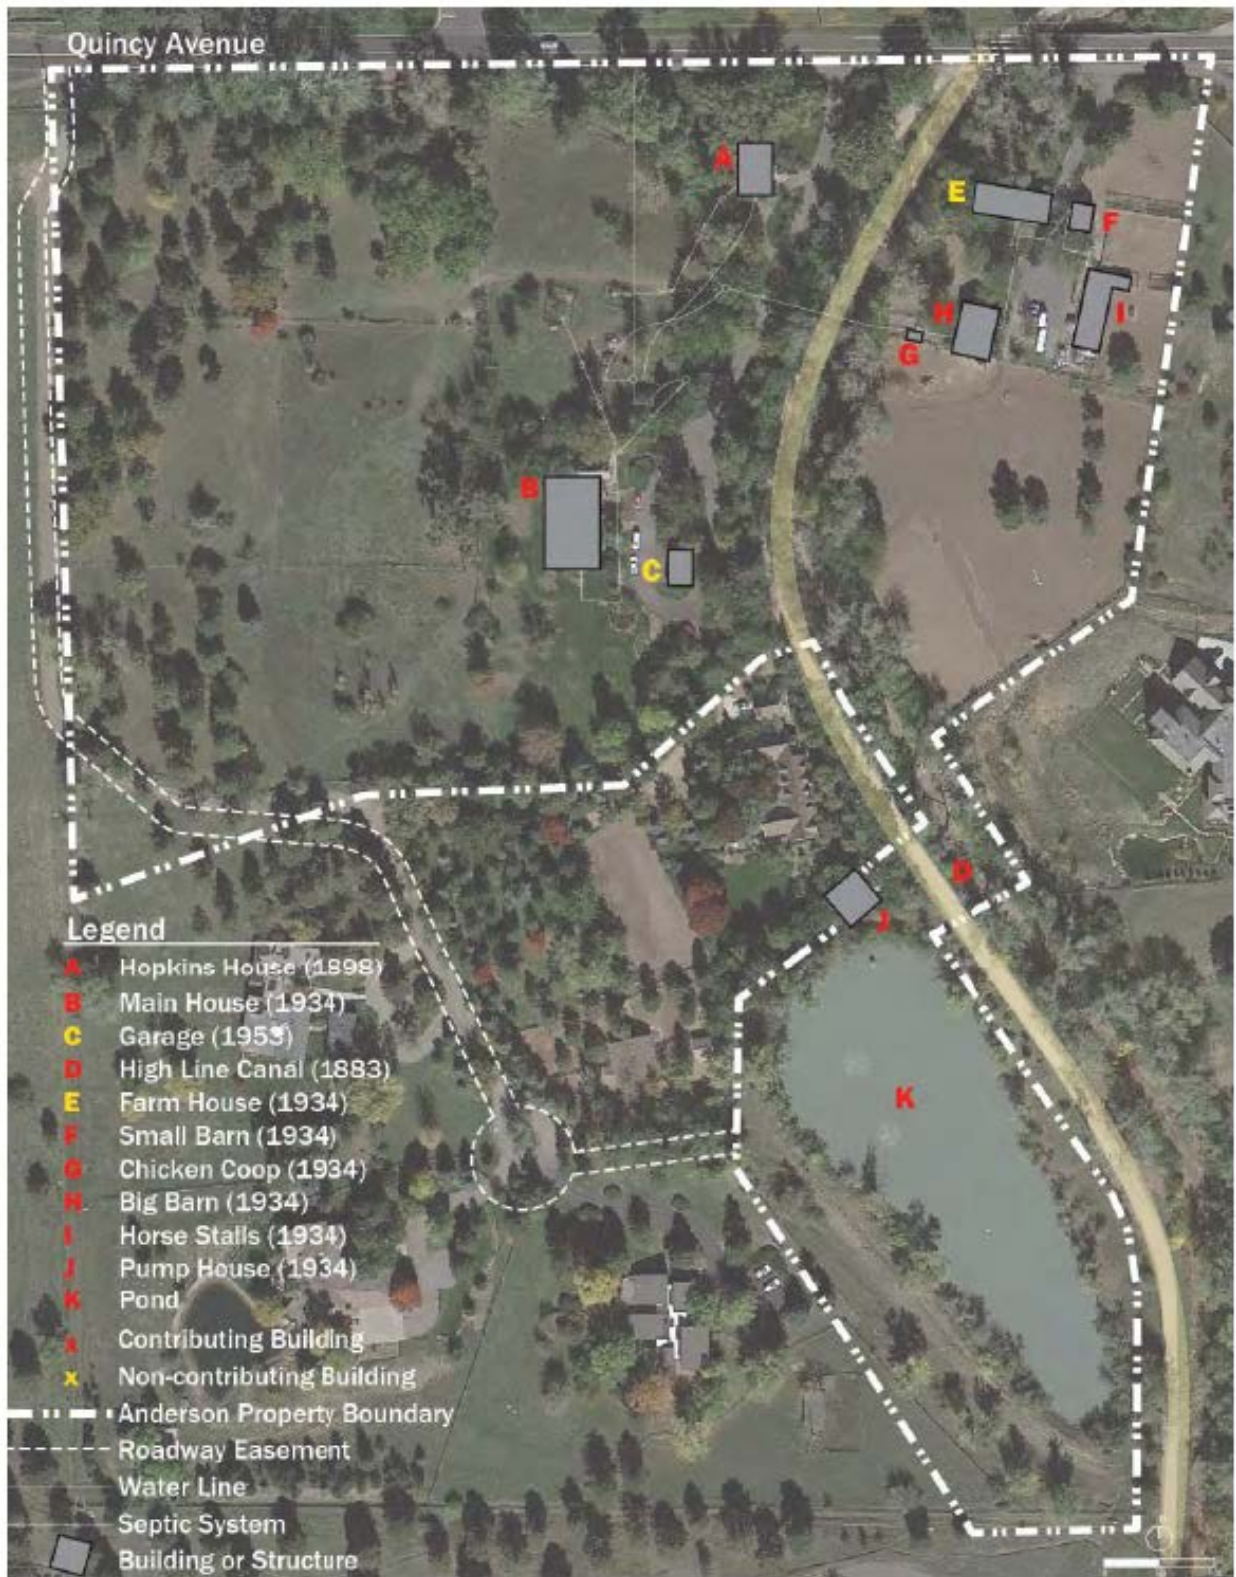 Quincy Avenue
A
E
F
H
I
G
B
C
D
J
K
Legend
A Hopkins House (1898)
B Main House (1934)
C Garage (1953)
D High Line Canal (1883)
E Farm House (1934)
F Small Barn (1934)
G Chicken Coop (1934)
H Big Barn (1934)
I Horse Stalls (1934)
J Pump House (1934)
K Pond
x Contributing Building
x Non-contributing Building
Anderson Property Boundary
Roadway Easement
Water Line
Septic System
Building or Structure